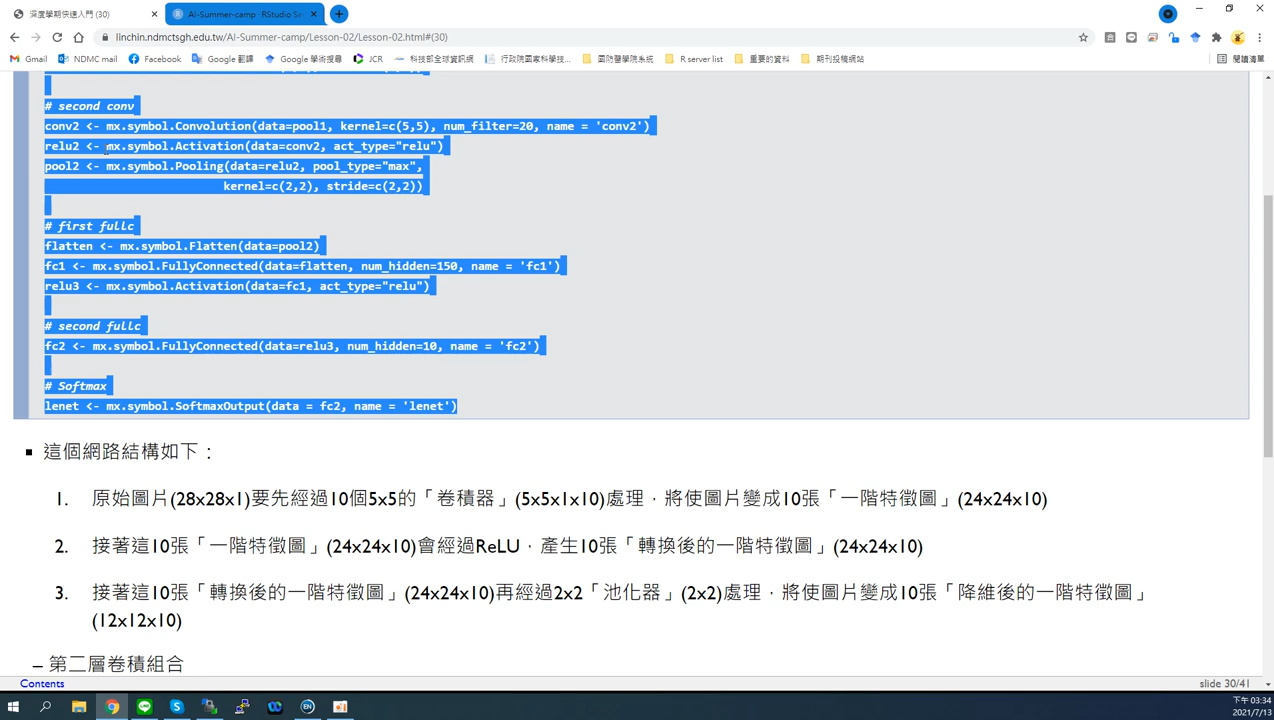 深度學期快速入門 (30)
AI-Summer-camp - RStudio Se
linchin.ndmctsgh.edu.tw/AI-Summer-camp/Lesson-02/Lesson-02.html#(30)
Gmail
NDMC mail
Facebook
Google 翻譯
Google 學術搜尋
JCR
科技部全球資訊網
行政院國家科學技...
國防醫學院系統
R server list
重要的資料
期刊投稿網站
閱讀清單
# second conv
conv2 <- mx.symbol.Convolution(data=pool1, kernel=c(5,5), num_filter=20, name = 'conv2')
relu2 <- mx.symbol.Activation(data=conv2, act_type="relu")
pool2 <- mx.symbol.Pooling(data=relu2, pool_type="max",
kernel=c(2,2), stride=c(2,2))
# first fullc
flatten <- mx.symbol.Flatten(data=pool2)
fc1 <- mx.symbol.FullyConnected(data=flatten, num_hidden=150, name = 'fc1')
relu3 <- mx.symbol.Activation(data=fc1, act_type="relu")
# second fullc
fc2 <- mx.symbol.FullyConnected(data=relu3, num_hidden=10, name = 'fc2')
# Softmax
lenet <- mx.symbol.SoftmaxOutput(data = fc2, name = 'lenet')
▪ 這個網路結構如下：
1. 原始圖片(28x28x1)要先經過10個5x5的「卷積器」(5x5x1x10)處理，將使圖片變成10張「一階特徵圖」(24x24x10)
2. 接著這10張「一階特徵圖」(24x24x10)會經過ReLU，產生10張「轉換後的一階特徵圖」(24x24x10)
3. 接著這10張「轉換後的一階特徵圖」(24x24x10)再經過2x2「池化器」(2x2)處理，將使圖片變成10張「降維後的一階特徵圖」
(12x12x10)
– 第二層卷積組合
Contents
slide 30/41
EN
下午 03:34
2021/7/13